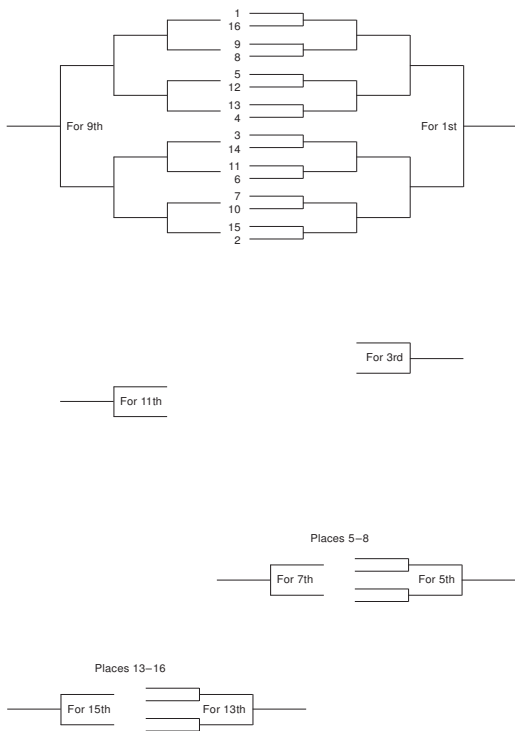 1
16
9
8
5
12
13
4
For 9th
For 1st
3
14
11
6
7
10
15
2
For 3rd
For 11th
Places 5–8
For 7th
For 5th
Places 13–16
For 15th
For 13th